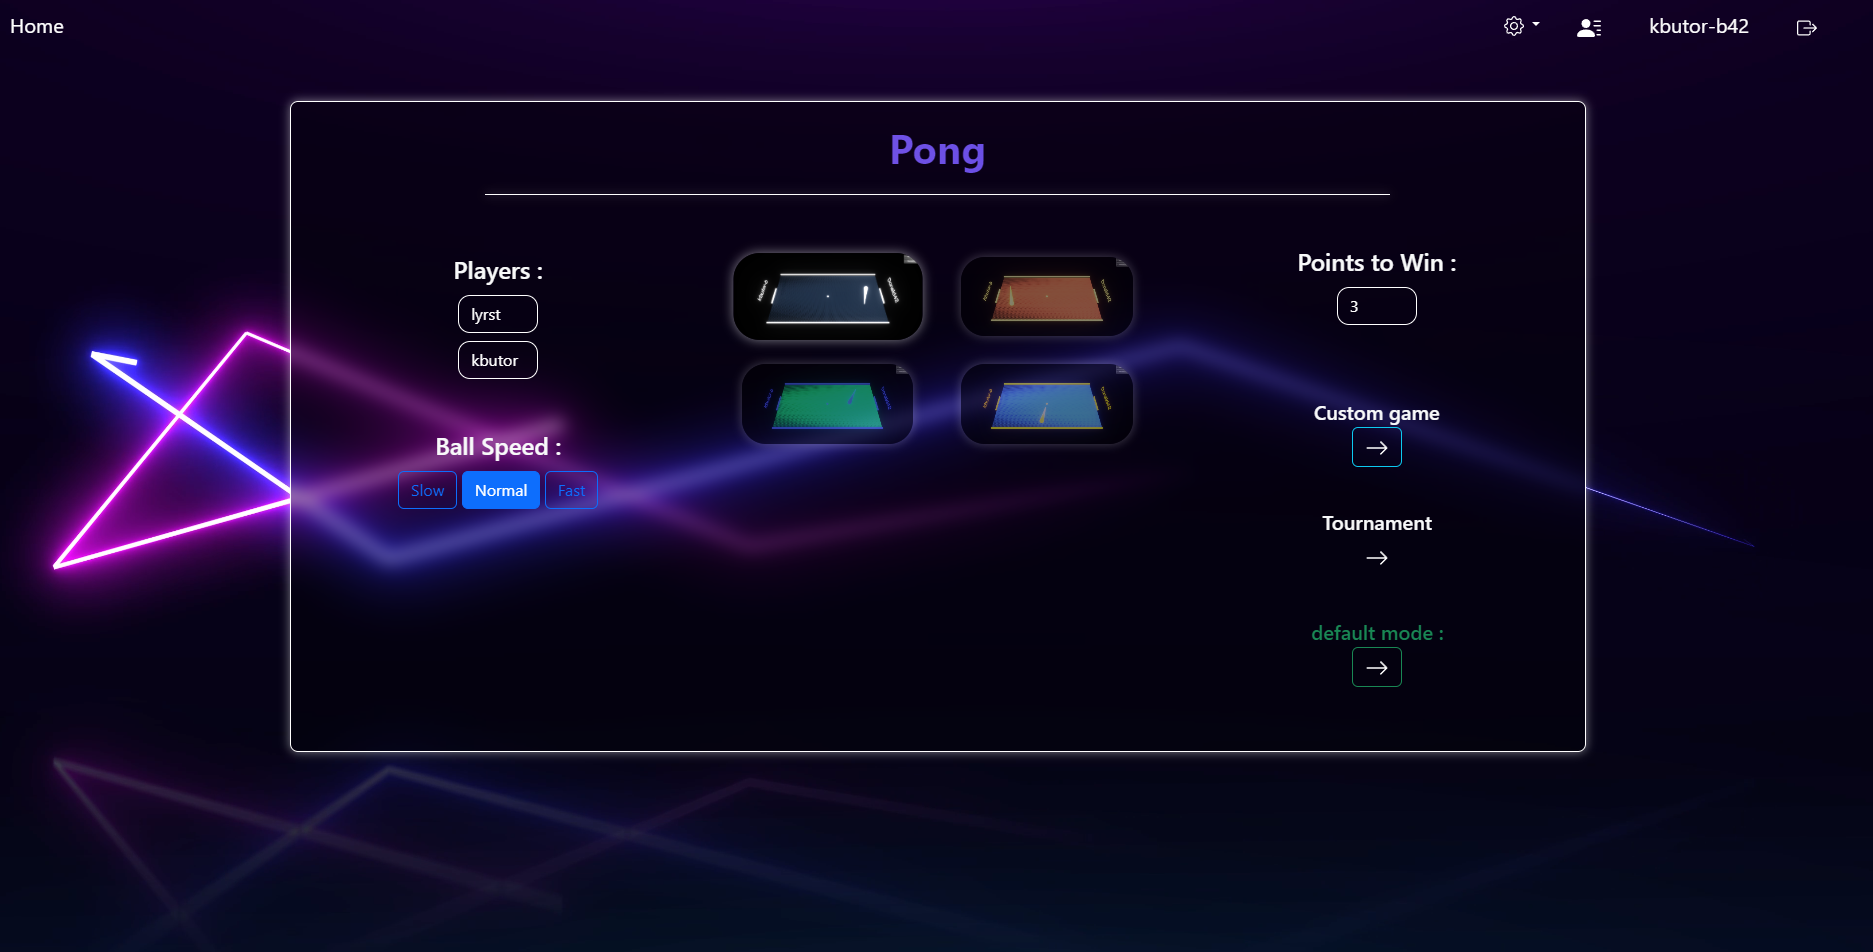 Home
kbutor-b42
Pong
Players :
lyrst
kbutor
Ball Speed :
Slow
Normal
Fast
Points to Win :
3
Custom game
Tournament
default mode :